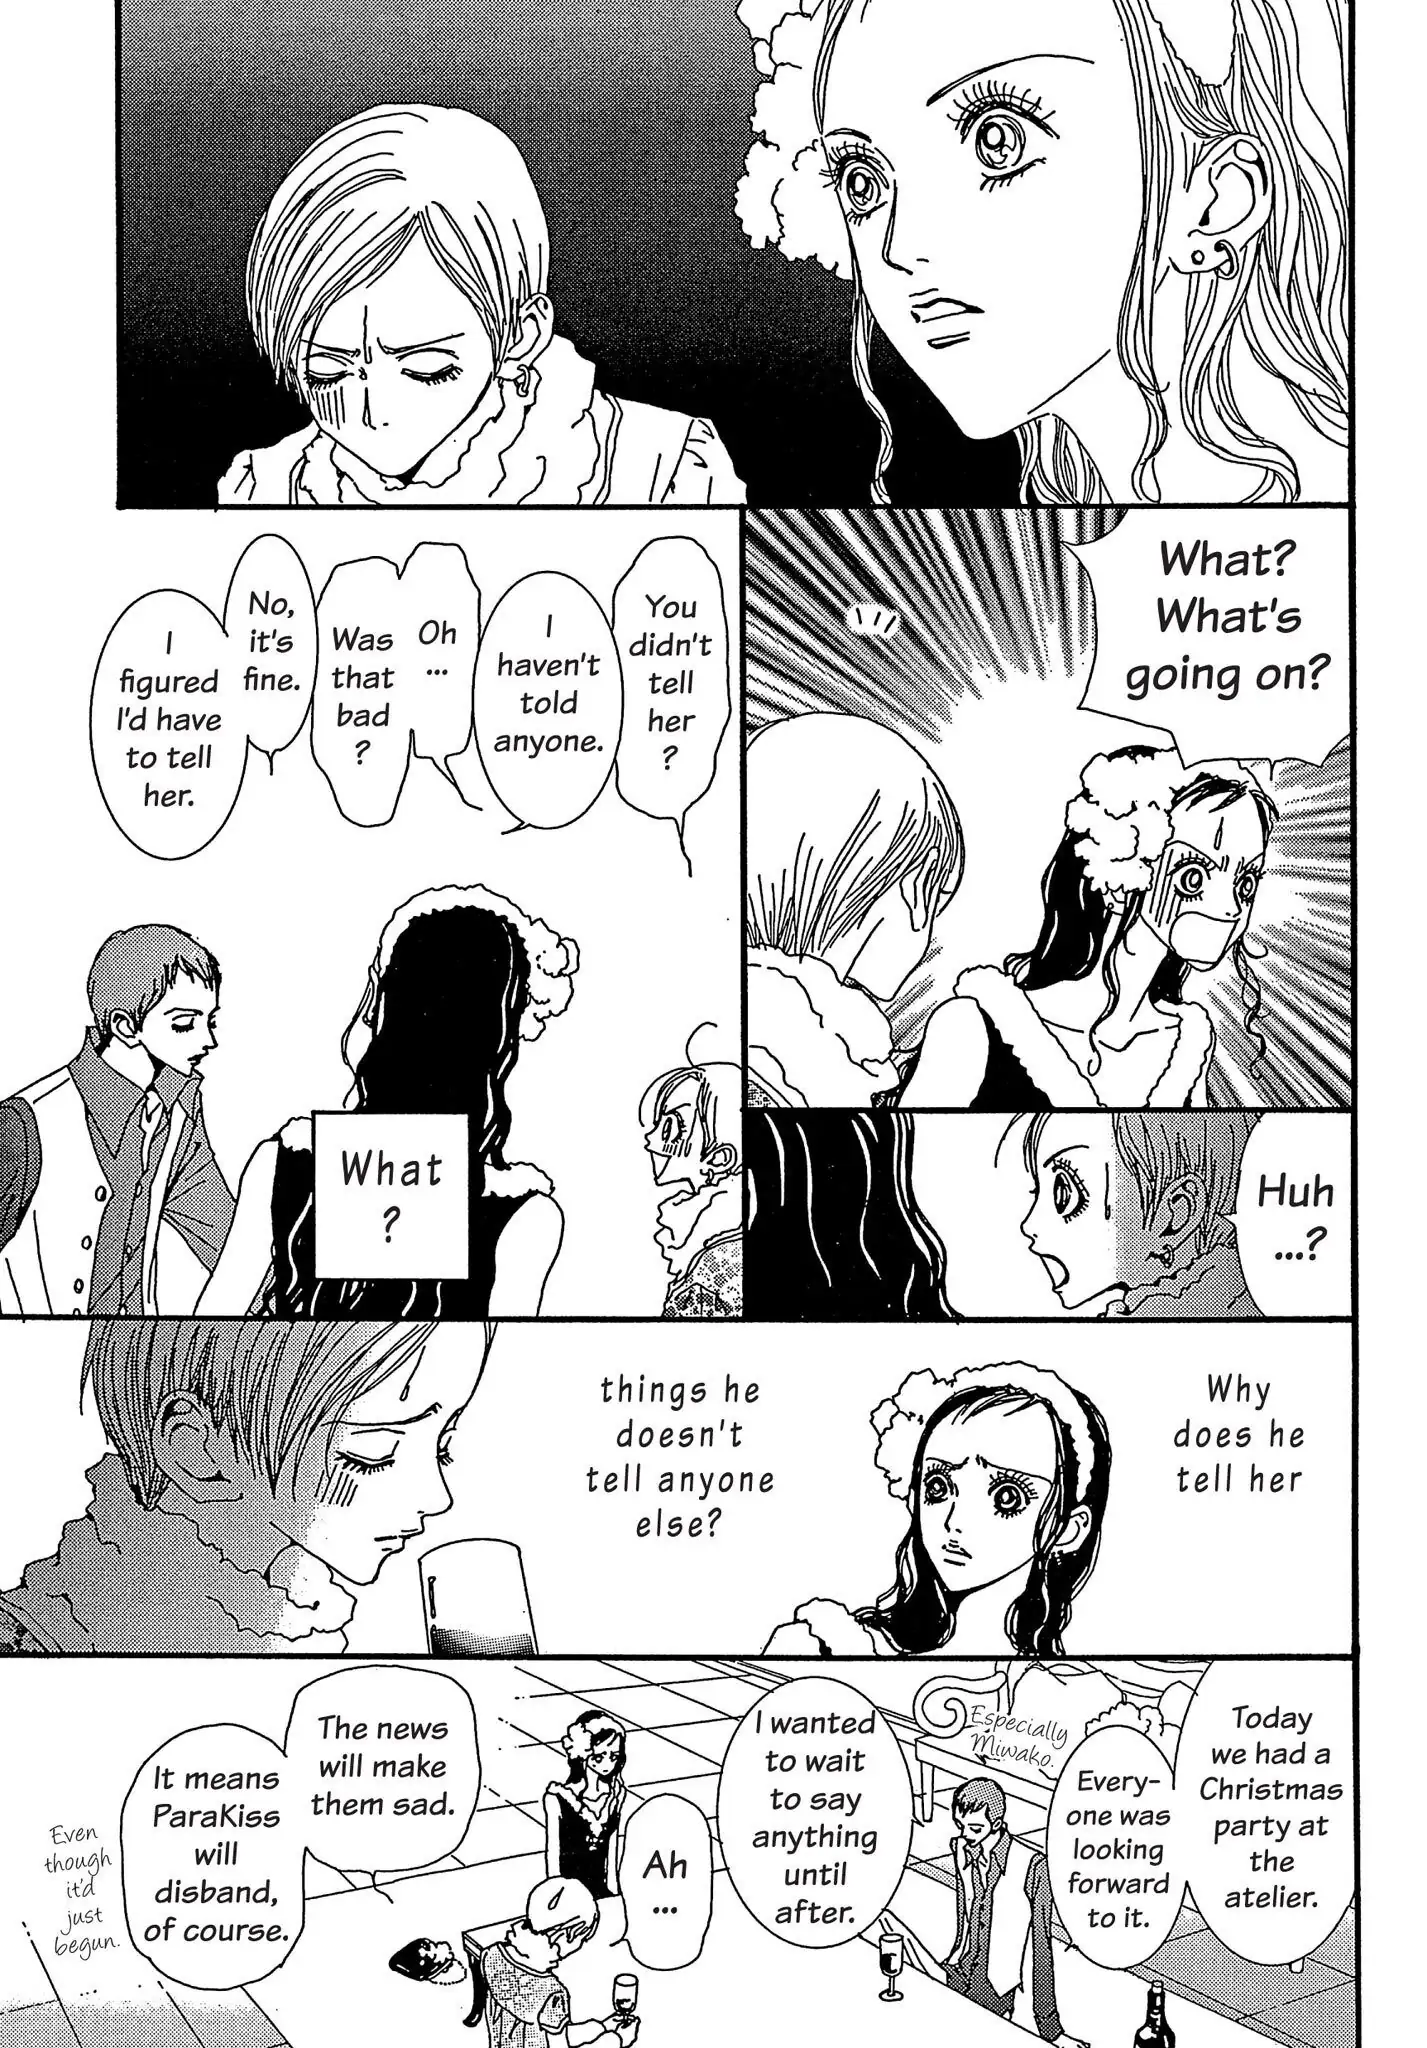 What?
What's
going on?
You
didn't
tell
her
?
I
haven't
told
anyone.
Oh
...
Was
that
bad
?
No,
it's
fine.
I
figured
I'd have
to tell
her.
Huh
...?
What
?
Why
does he
tell her
things he
doesn't
tell anyone
else?
Today
we had a
Christmas
party at
the
atelier.
Every-
one was
looking
forward
to it.
Especially
Miwako.
I wanted
to wait
to say
anything
until
after.
Ah
...
The news
will make
them sad.
It means
ParaKiss
will
disband,
of course.
Even
though
it'd
just
begun.
...